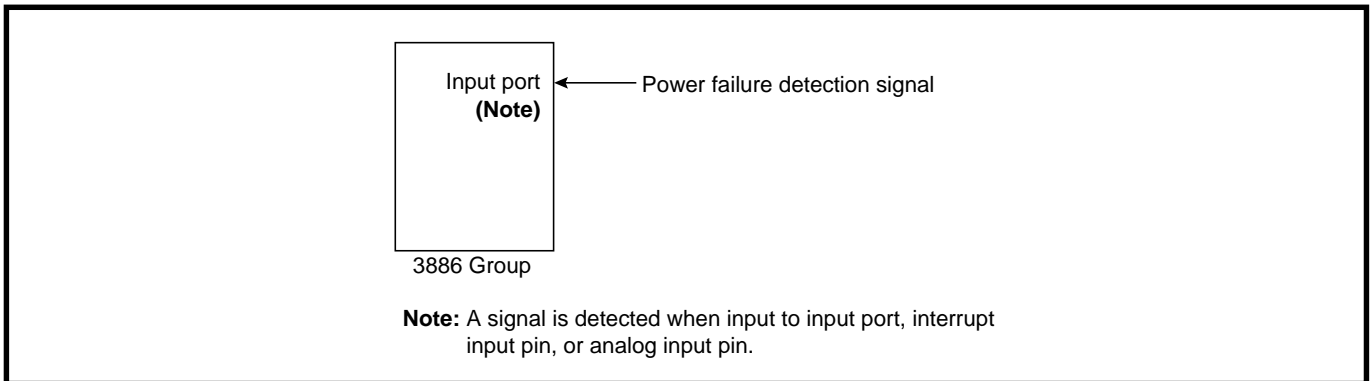 Input port
(Note)
Power failure detection signal
3886 Group
Note: A signal is detected when input to input port, interrupt
input pin, or analog input pin.